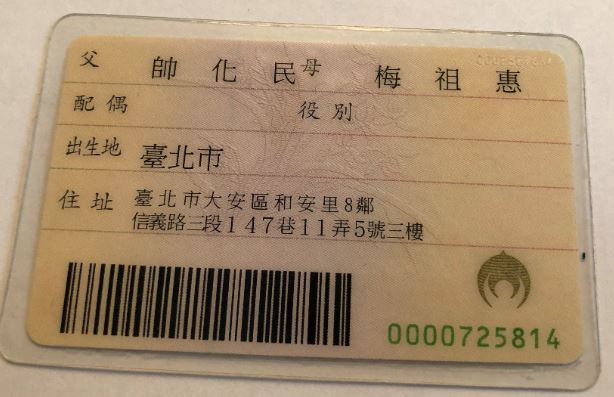 父 帥化民 母 梅祖惠
配偶 役別
出生地 臺北市
住址 臺北市大安區和安里8鄰
信義路三段147巷11弄5號三樓
0000725814